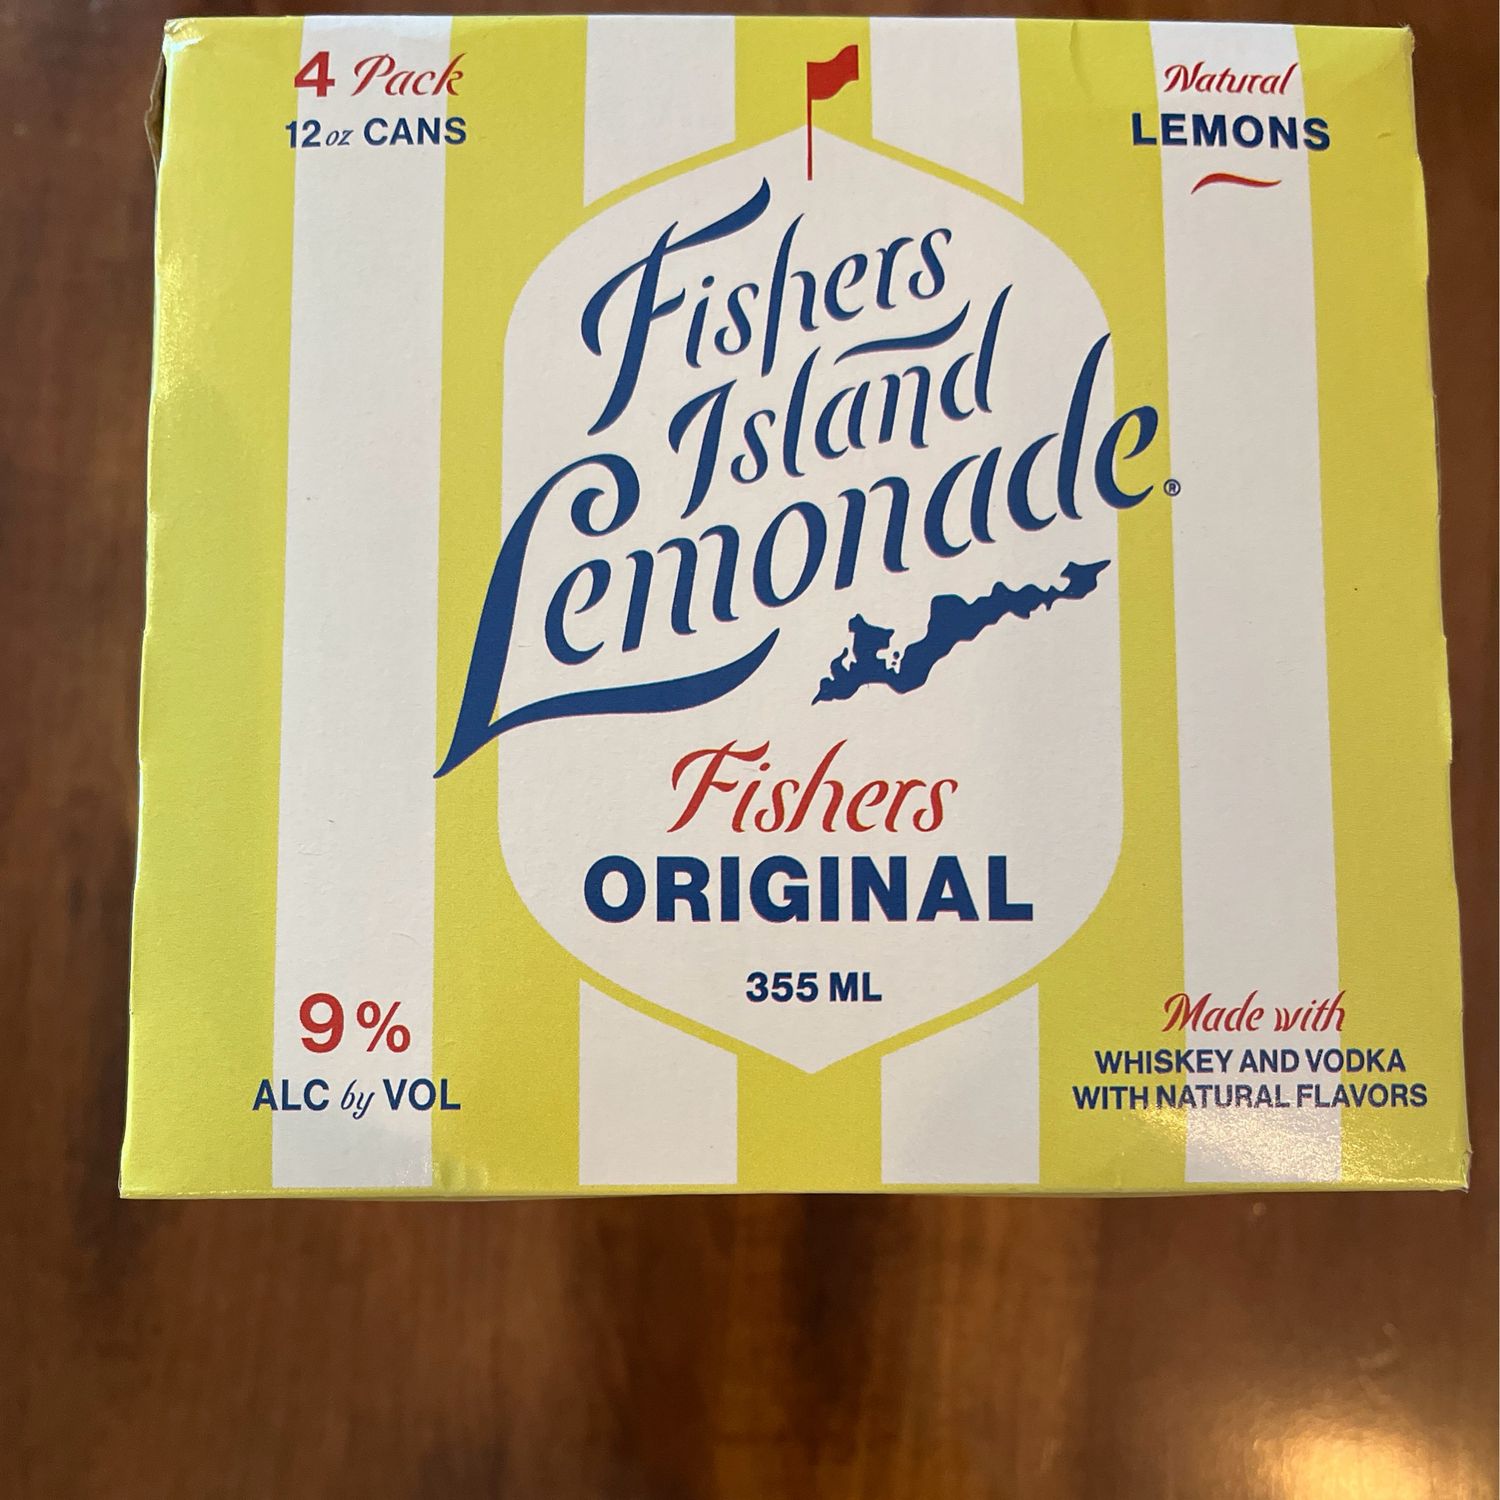 4 Pack
12 oz CANS
Natural
LEMONS
Fishers
Island
Lemonade®
Fishers
ORIGINAL
355 ML
9%
ALC by VOL
Made with
WHISKEY AND VODKA
WITH NATURAL FLAVORS